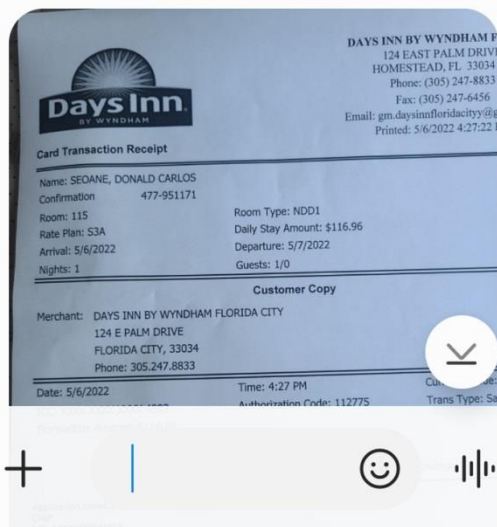 DAYS INN BY WYNDHAM
124 EAST PALM DRIVE
HOMESTEAD, FL 33034
Phone: (305) 247-8833
Fax: (305) 247-6456
Email: gm.daysinnfloridacityy@g
Printed: 5/6/2022 4:27:22
Days Inn
BY WYNDHAM
Card Transaction Receipt
Name: SEOANE, DONALD CARLOS
Confirmation 477-951171
Room: 115 Room Type: NDD1
Rate Plan: S3A Daily Stay Amount: $116.96
Arrival: 5/6/2022 Departure: 5/7/2022
Nights: 1 Guests: 1/0
Customer Copy
Merchant: DAYS INN BY WYNDHAM FLORIDA CITY
124 E PALM DRIVE
FLORIDA CITY, 33034
Phone: 305.247.8833
Date: 5/6/2022 Time: 4:27 PM
Authorization Code: 112775 Trans Type: Sa